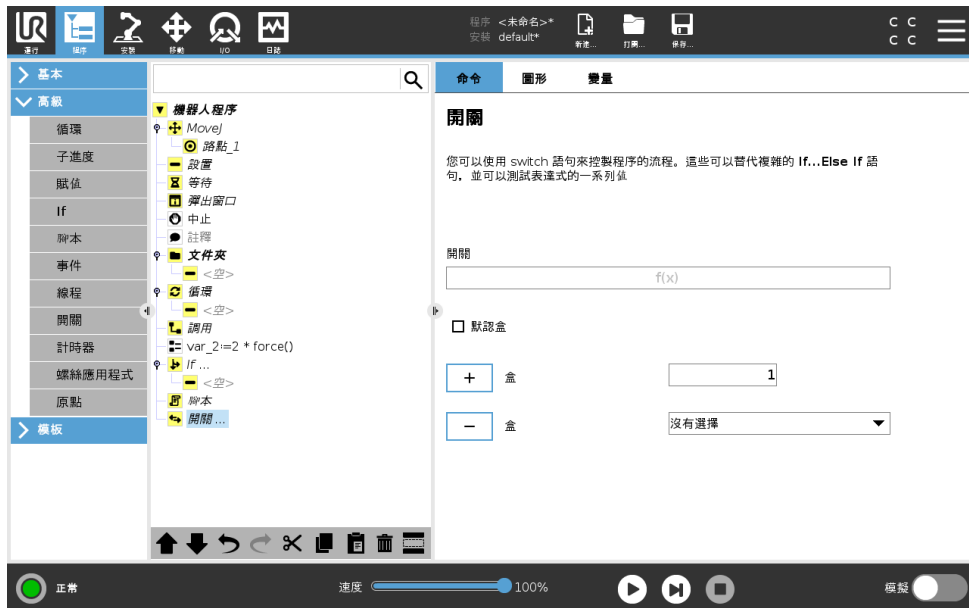 程序 <未命名>*
安裝 default*
運行 程序 安裝 移動 I/O 日誌 新建... 打開... 保存... C C
C C
基本
高級
循環
子進度
賦值
If
腳本
事件
線程
開關
計時器
螺絲應用程式
原點
模板
機器人程序
MoveJ
路點_1
設置
等待
彈出窗口
中止
註釋
文件夾
<空>
循環
<空>
調用
var_2:=2 * force()
If ...
<空>
腳本
開關 ...
命令 圖形 變量
開關
您可以使用 switch 語句來控製程序的流程。這些可以替代複雜的 If...Else If 語
句，並可以測試表達式的一系列值
開關
f(x)
默認盒
+ 盒 1
− 盒 沒有選擇
正常 速度 100% 模擬